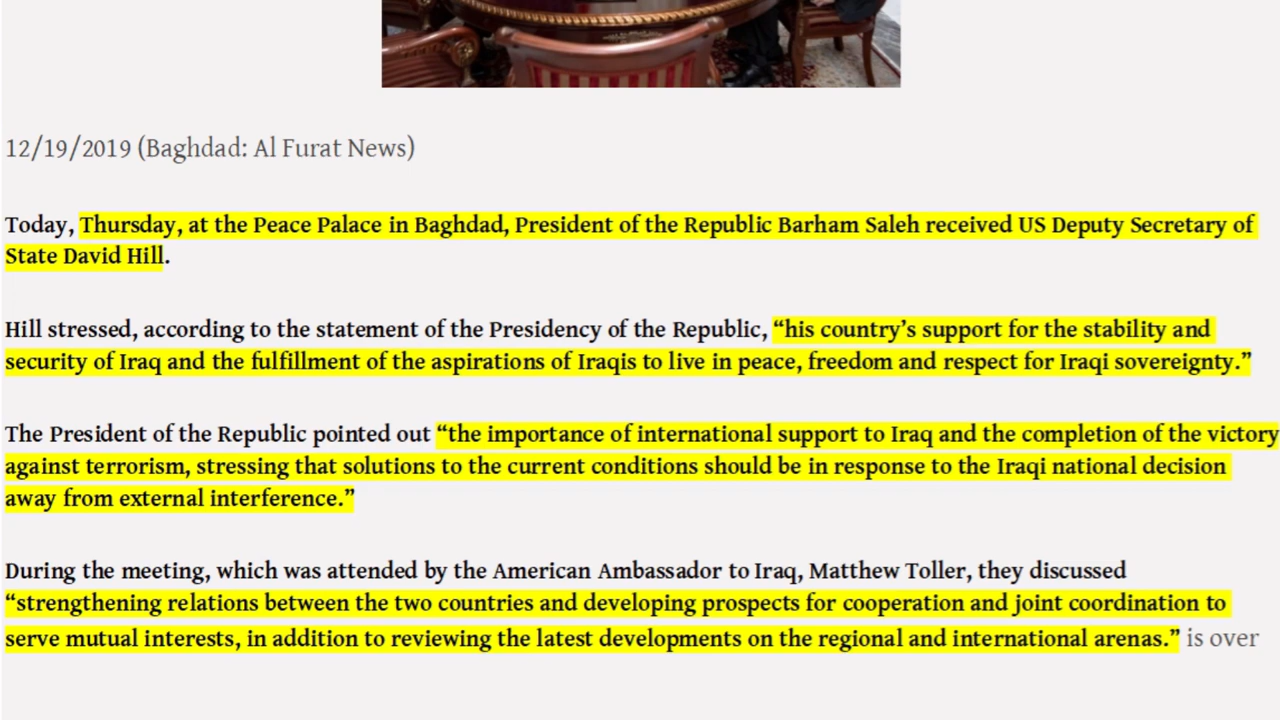 12/19/2019 (Baghdad: Al Furat News)
Today, Thursday, at the Peace Palace in Baghdad, President of the Republic Barham Saleh received US Deputy Secretary of
State David Hill.
Hill stressed, according to the statement of the Presidency of the Republic, “his country’s support for the stability and
security of Iraq and the fulfillment of the aspirations of Iraqis to live in peace, freedom and respect for Iraqi sovereignty.”
The President of the Republic pointed out “the importance of international support to Iraq and the completion of the victory
against terrorism, stressing that solutions to the current conditions should be in response to the Iraqi national decision
away from external interference.”
During the meeting, which was attended by the American Ambassador to Iraq, Matthew Toller, they discussed
“strengthening relations between the two countries and developing prospects for cooperation and joint coordination to
serve mutual interests, in addition to reviewing the latest developments on the regional and international arenas.” is over